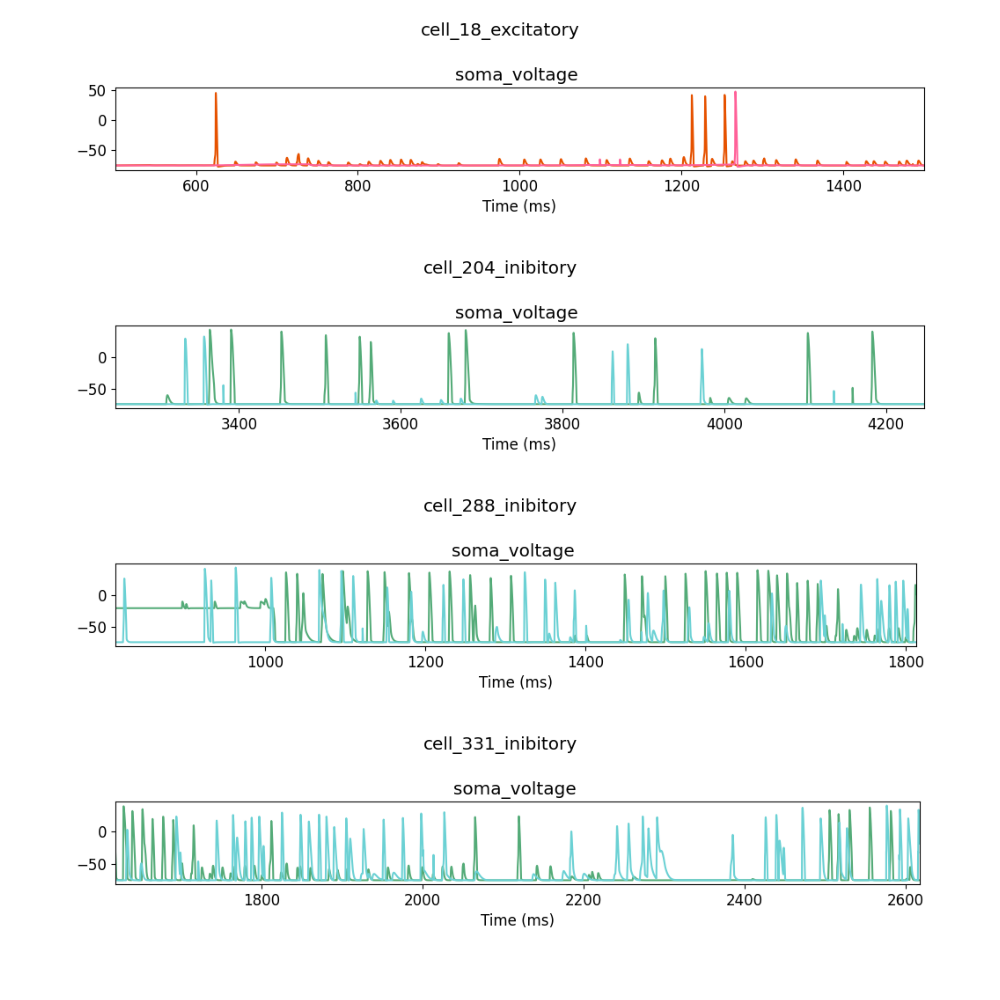 cell_18_excitatory
soma_voltage
50
0
−50
600 800 1000 1200 1400
Time (ms)
cell_204_inibitory
soma_voltage
0
−50
3400 3600 3800 4000 4200
Time (ms)
cell_288_inibitory
soma_voltage
0
−50
1000 1200 1400 1600 1800
Time (ms)
cell_331_inibitory
soma_voltage
0
−50
1800 2000 2200 2400 2600
Time (ms)